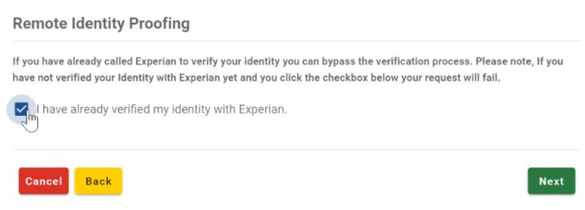 Remote Identity Proofing
If you have already called Experian to verify your identity you can bypass the verification process. Please note, If you
have not verified your Identity with Experian yet and you click the checkbox below your request will fail.
I have already verified my identity with Experian.
Cancel Back Next